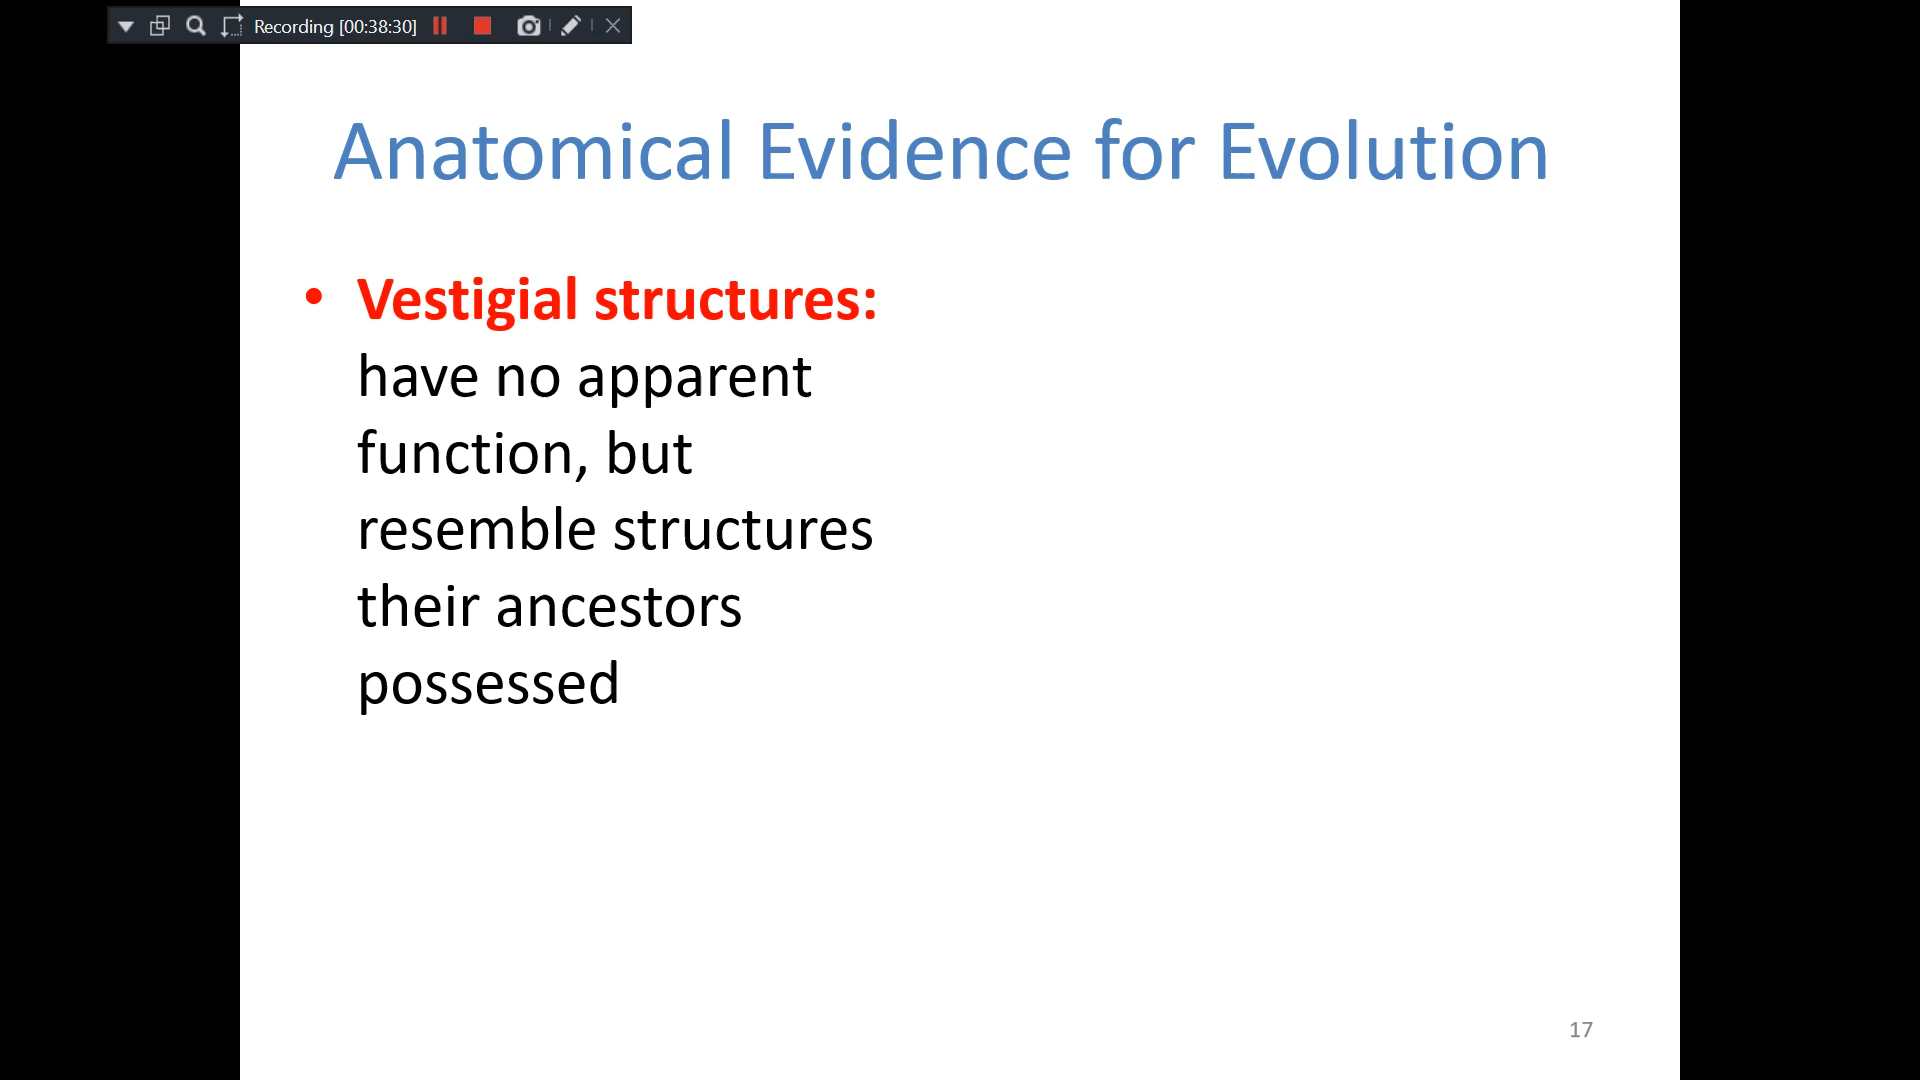 Recording [00:38:30]
Anatomical Evidence for Evolution
• Vestigial structures:
have no apparent
function, but
resemble structures
their ancestors
possessed
17